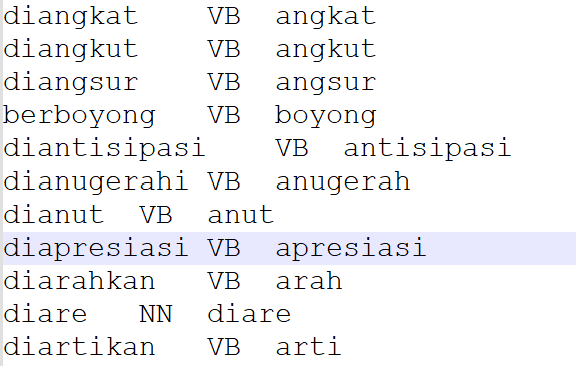 diangkat	VB	angkat
diangkut	VB	angkut
diangsur	VB	angsur
berboyong	VB	boyong
diantisipasi	VB	antisipasi
dianugerahi	VB	anugerah
dianut	VB	anut
diapresiasi	VB	apresiasi
diarahkan	VB	arah
diare	NN	diare
diartikan	VB	arti